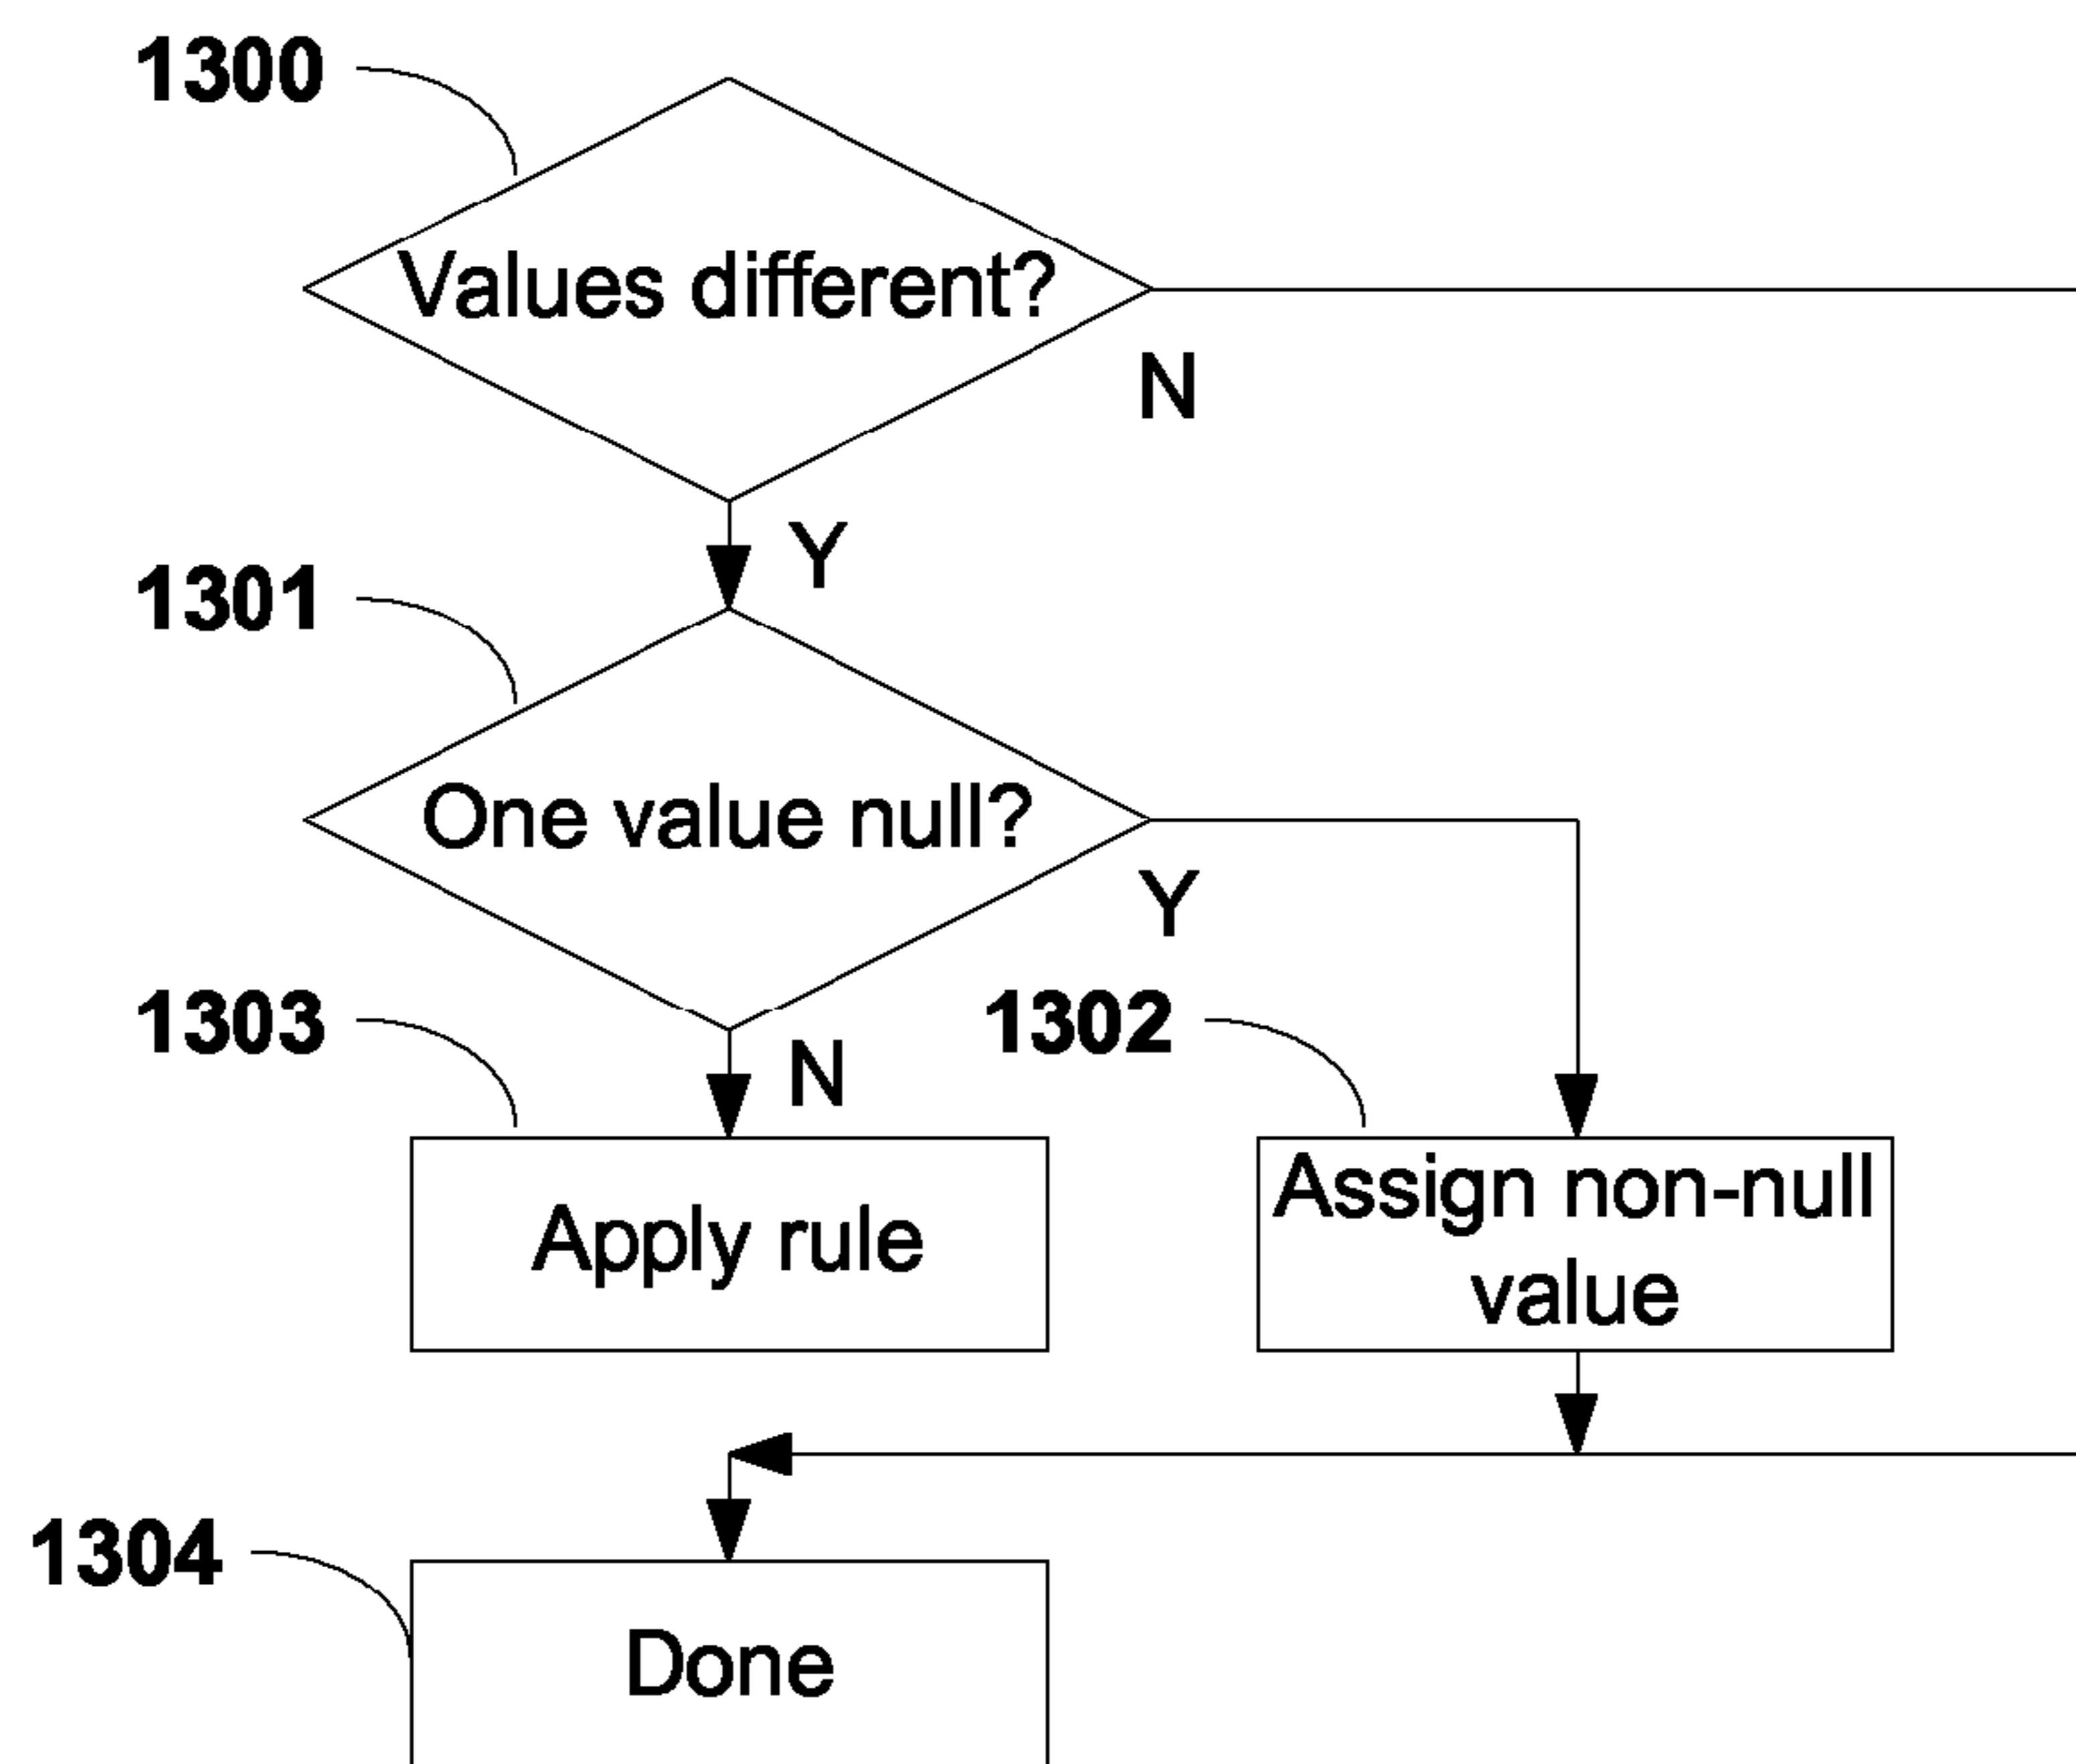 1300
Values different?
N
Y
1301
One value null?
Y
1303
N
1302
Apply rule
Assign non-null
value
1304
Done